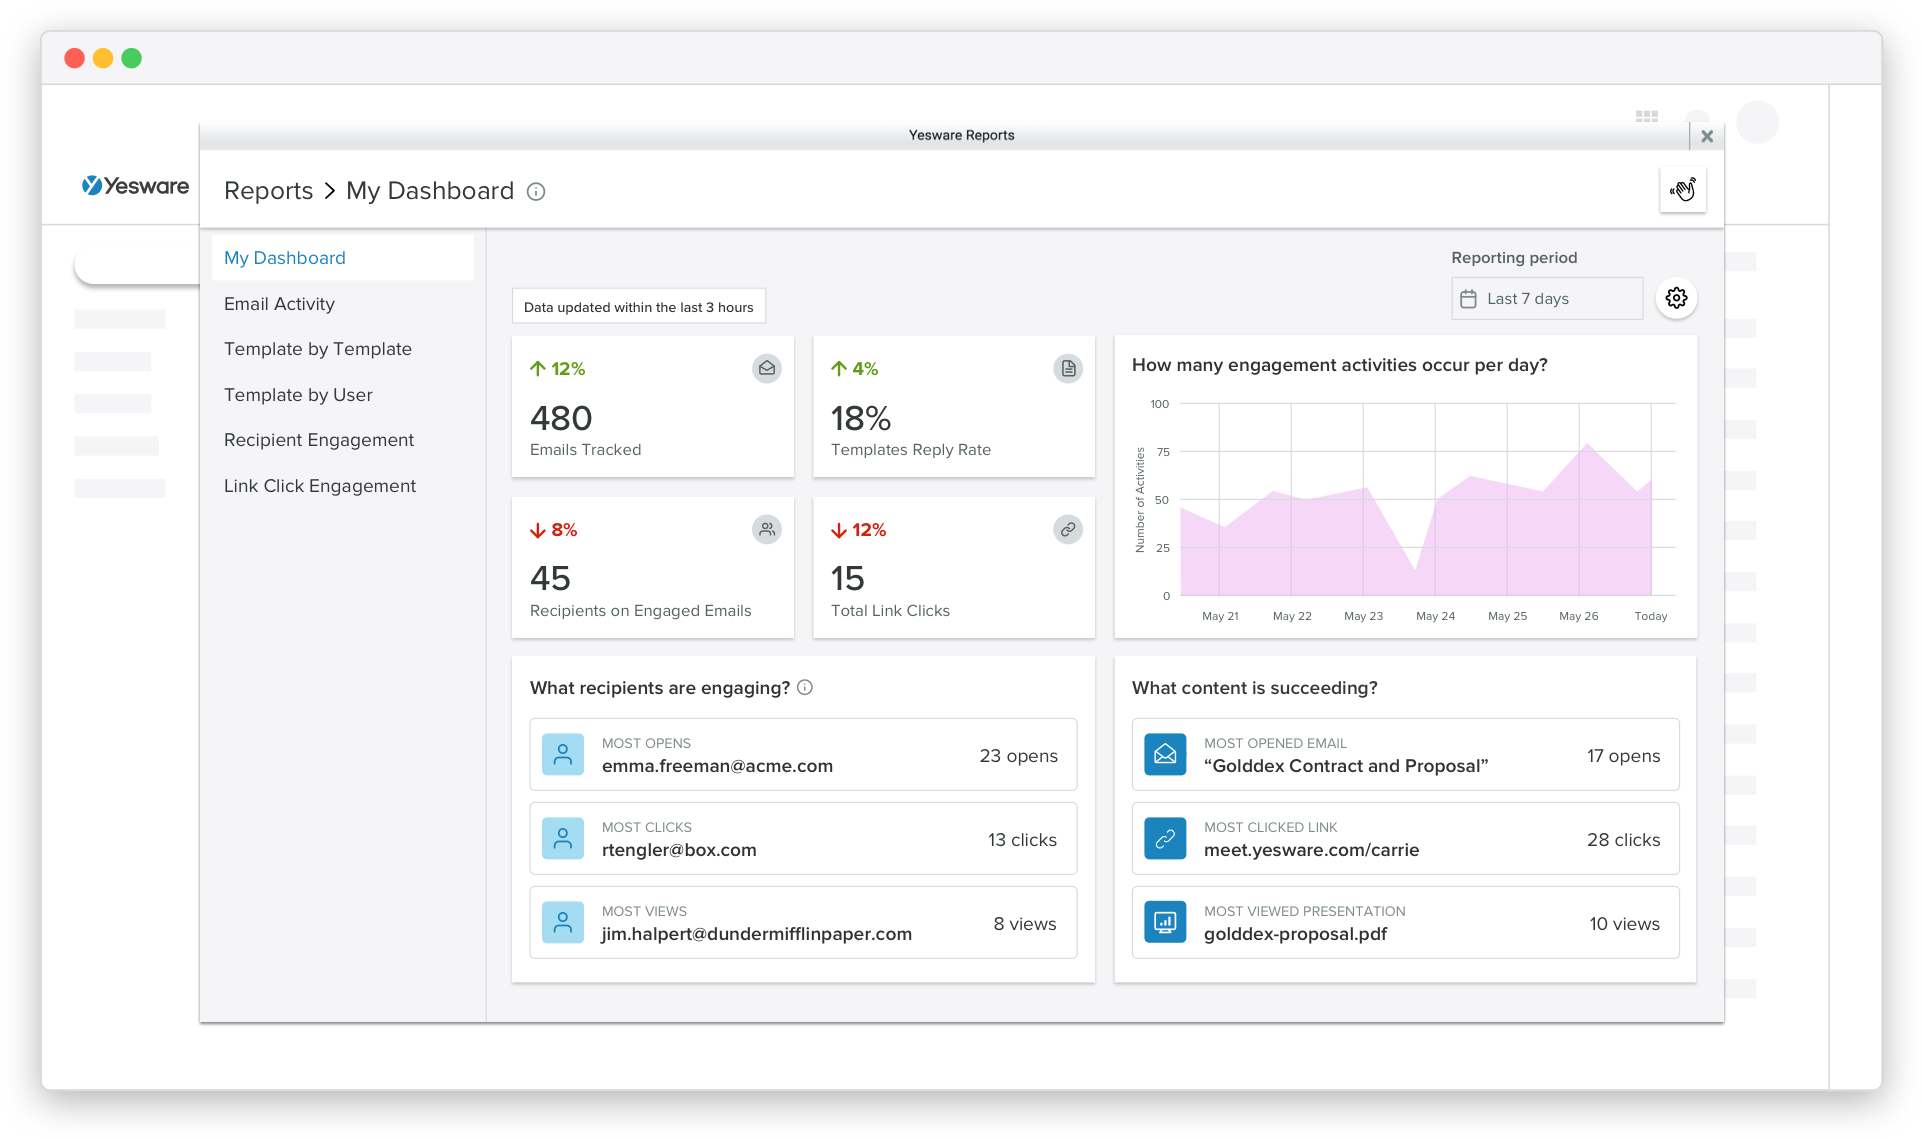 Yesware Reports
Yesware
Reports > My Dashboard
My Dashboard
Email Activity
Template by Template
Template by User
Recipient Engagement
Link Click Engagement
Reporting period
Last 7 days
Data updated within the last 3 hours
12%
480
Emails Tracked
4%
18%
Templates Reply Rate
8%
45
Recipients on Engaged Emails
12%
15
Total Link Clicks
How many engagement activities occur per day?
Number of Activities
100
75
50
25
0
May 21 May 22 May 23 May 24 May 25 May 26 Today
What recipients are engaging?
MOST OPENS
emma.freeman@acme.com
23 opens
MOST CLICKS
rtengler@box.com
13 clicks
MOST VIEWS
jim.halpert@dundermifflinpaper.com
8 views
What content is succeeding?
MOST OPENED EMAIL
“Golddex Contract and Proposal”
17 opens
MOST CLICKED LINK
meet.yesware.com/carrie
28 clicks
MOST VIEWED PRESENTATION
golddex-proposal.pdf
10 views